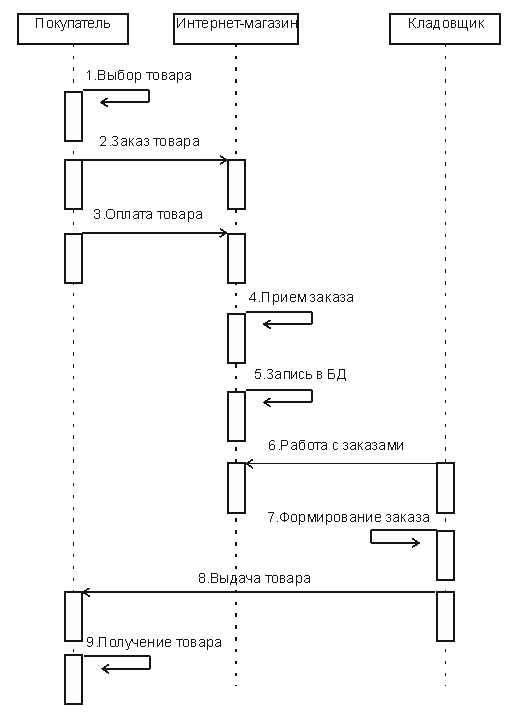 Покупатель
Интернет-магазин
Кладовщик
1.Выбор товара
2.Заказ товара
3.Оплата товара
4.Прием заказа
5.Запись в БД
6.Работа с заказами
7.Формирование заказа
8.Выдача товара
9.Получение товара